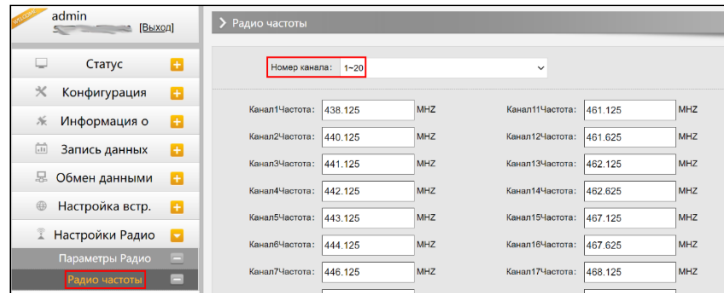 admin
[Выход]
Статус
Конфигурация
Информация о
Запись данных
Обмен данными
Настройка встр.
Настройки Радио
Параметры Радио
Радио частоты
Радио частоты
Номер канала: 1~20
Канал1Частота: 438.125 MHZ Канал11Частота: 461.125 MHZ
Канал2Частота: 440.125 MHZ Канал12Частота: 461.625 MHZ
Канал3Частота: 441.125 MHZ Канал13Частота: 462.125 MHZ
Канал4Частота: 442.125 MHZ Канал14Частота: 462.625 MHZ
Канал5Частота: 443.125 MHZ Канал15Частота: 467.125 MHZ
Канал6Частота: 444.125 MHZ Канал16Частота: 467.625 MHZ
Канал7Частота: 446.125 MHZ Канал17Частота: 468.125 MHZ